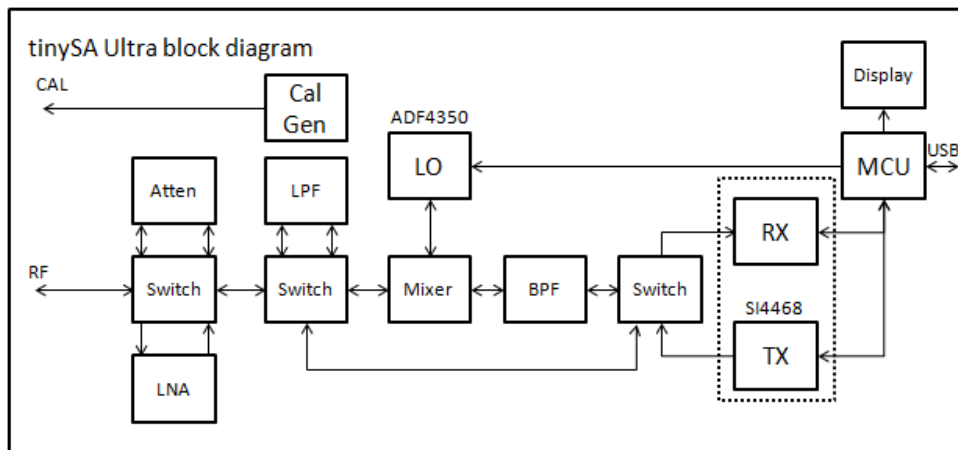 tinySA Ultra block diagram
CAL
Cal
Gen
Display
ADF4350
LO
MCU
USB
Atten
LPF
RX
RF
Switch
Switch
Mixer
BPF
Switch
SI4468
TX
LNA